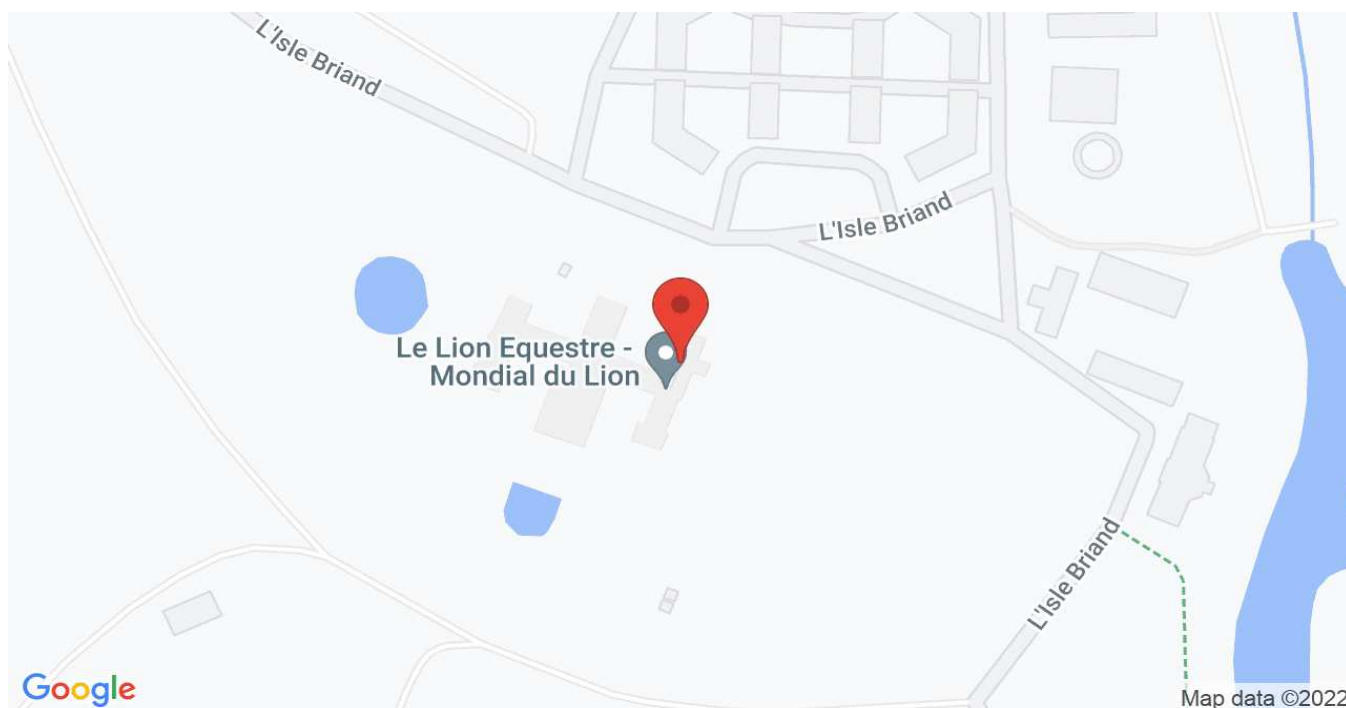 L'Isle Briand
L'Isle Briand
Le Lion Equestre -
Mondial du Lion
L'Isle Briand
Google
Map data ©2022